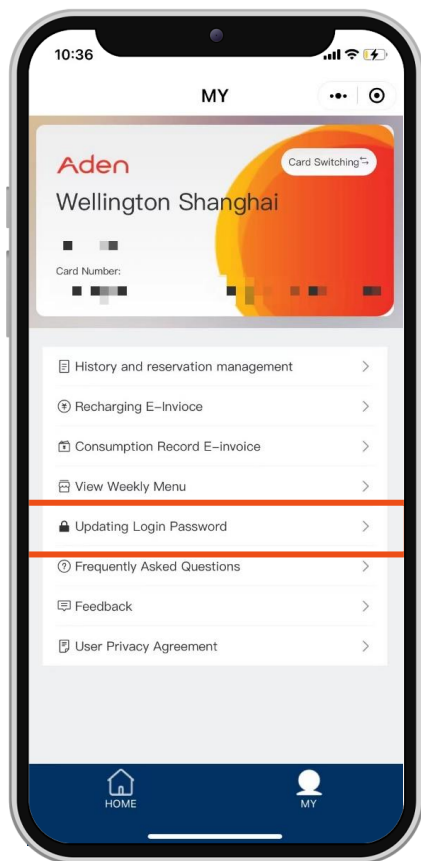 10:36
MY
Aden
Card Switching
Wellington Shanghai
Card Number:
History and reservation management
Recharging E-Invioce
Consumption Record E-invoice
View Weekly Menu
Updating Login Password
Frequently Asked Questions
Feedback
User Privacy Agreement
HOME
MY